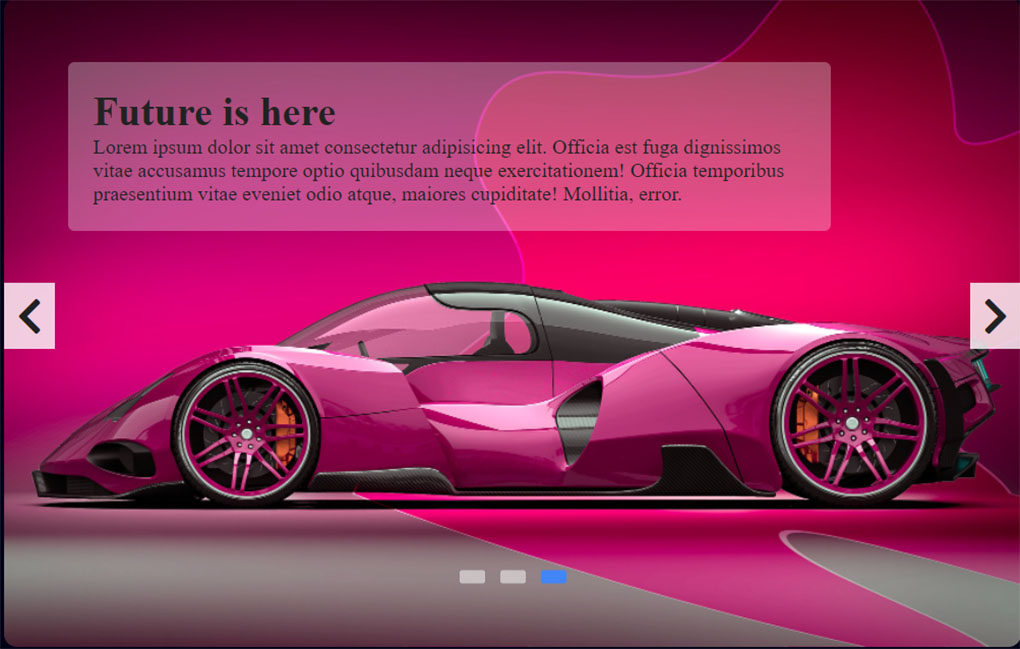 Future is here
Lorem ipsum dolor sit amet consectetur adipisicing elit. Officia est fuga dignissimos
vitae accusamus tempore optio quibusdam neque exercitationem! Officia temporibus
praesentium vitae eveniet odio atque, maiores cupiditate! Mollitia, error.